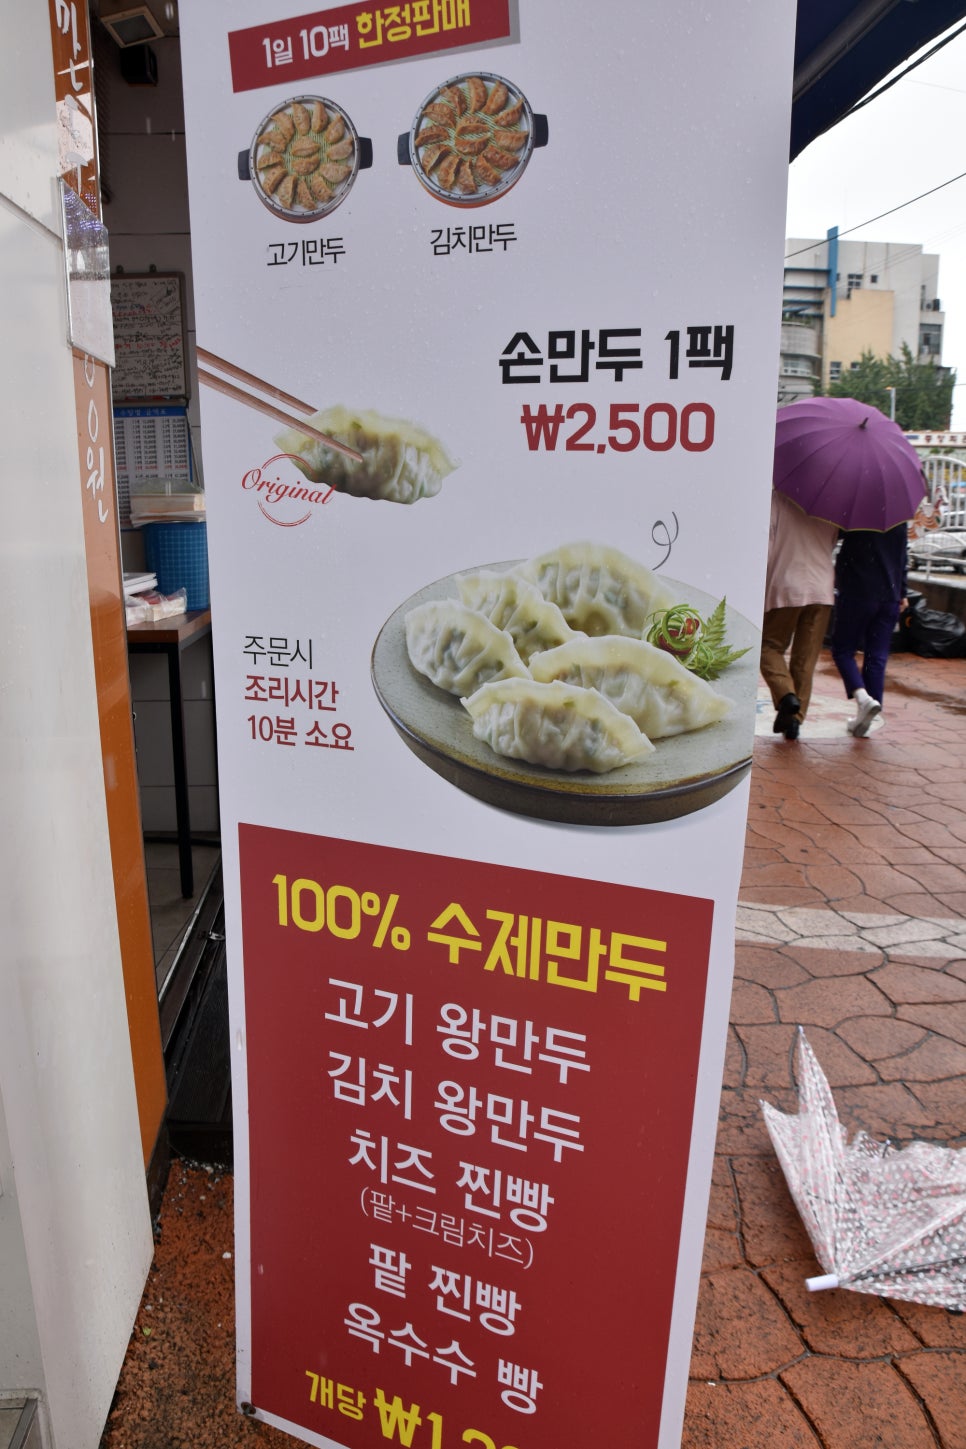 1일 10팩 한정판매
고기만두
김치만두
손만두 1팩
₩2,500
Original
주문시
조리시간
10분 소요
100% 수제만두
고기 왕만두
김치 왕만두
치즈 찐빵
(팥+크림치즈)
팥 찐빵
옥수수 빵
개당